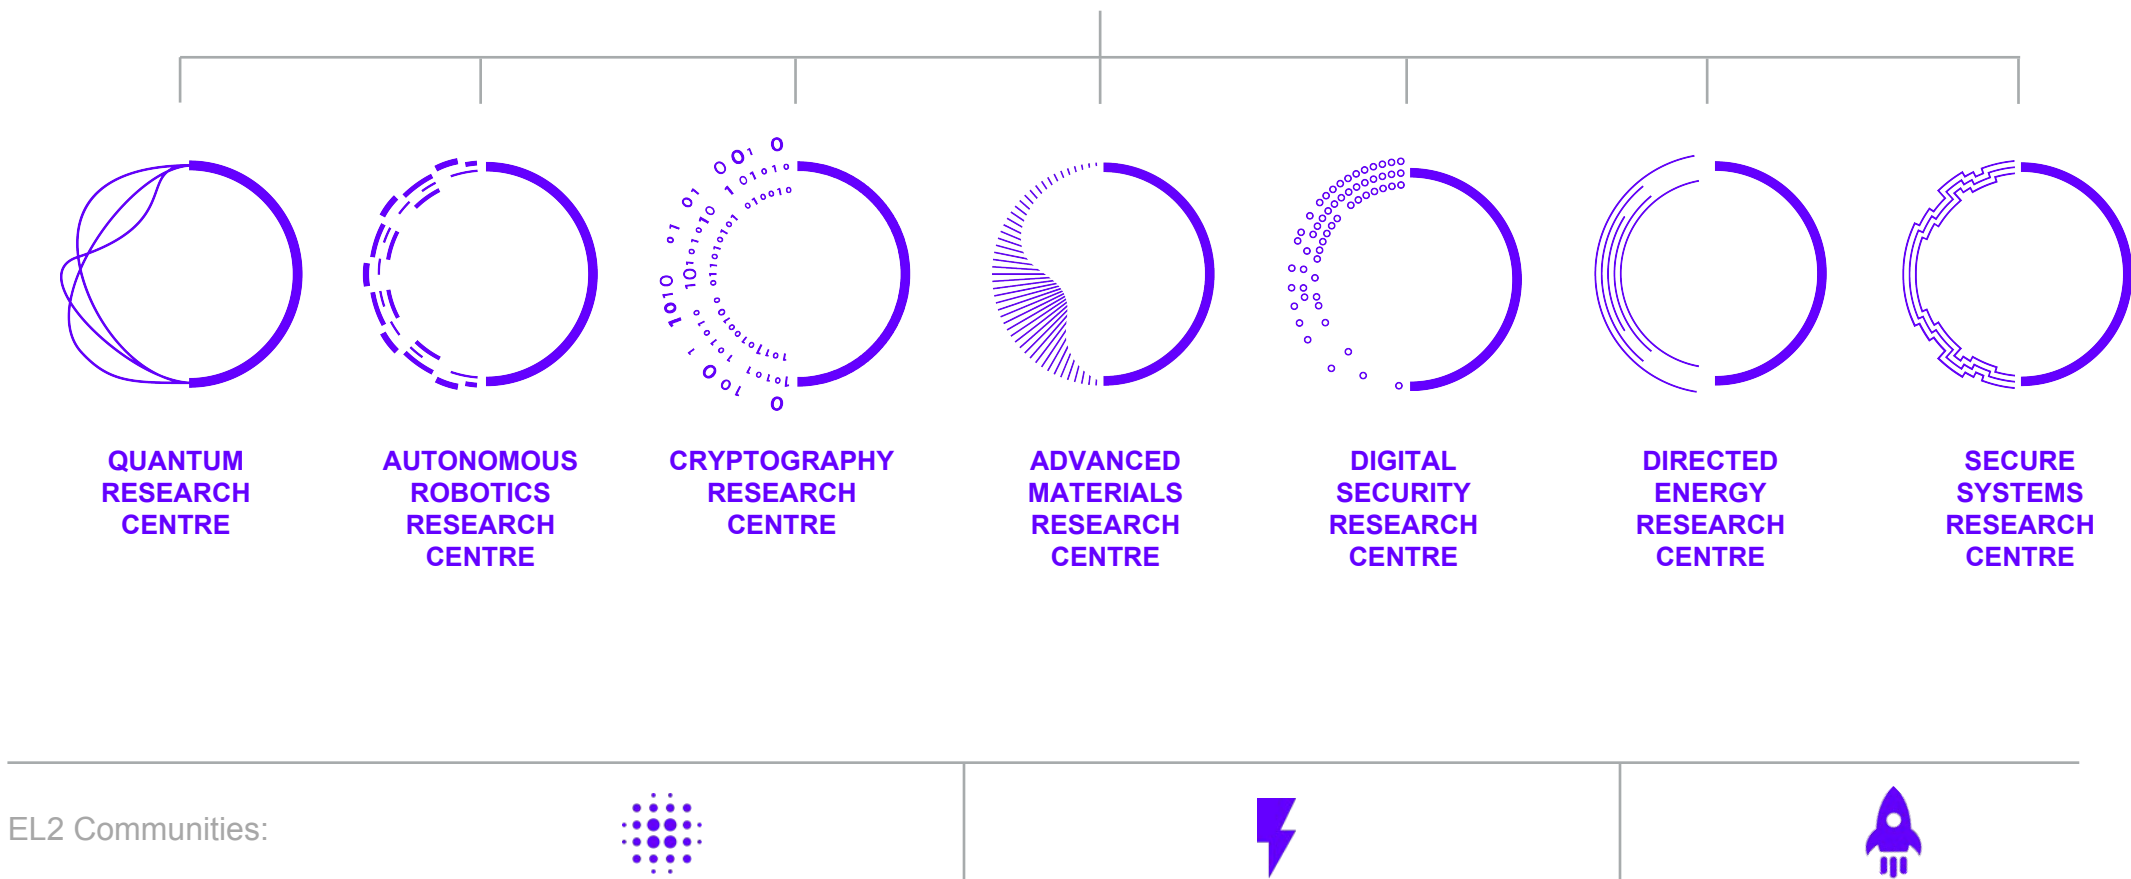 QUANTUM
RESEARCH
CENTRE
AUTONOMOUS
ROBOTICS
RESEARCH
CENTRE
CRYPTOGRAPHY
RESEARCH
CENTRE
ADVANCED
MATERIALS
RESEARCH
CENTRE
DIGITAL
SECURITY
RESEARCH
CENTRE
DIRECTED
ENERGY
RESEARCH
CENTRE
SECURE
SYSTEMS
RESEARCH
CENTRE
EL2 Communities: